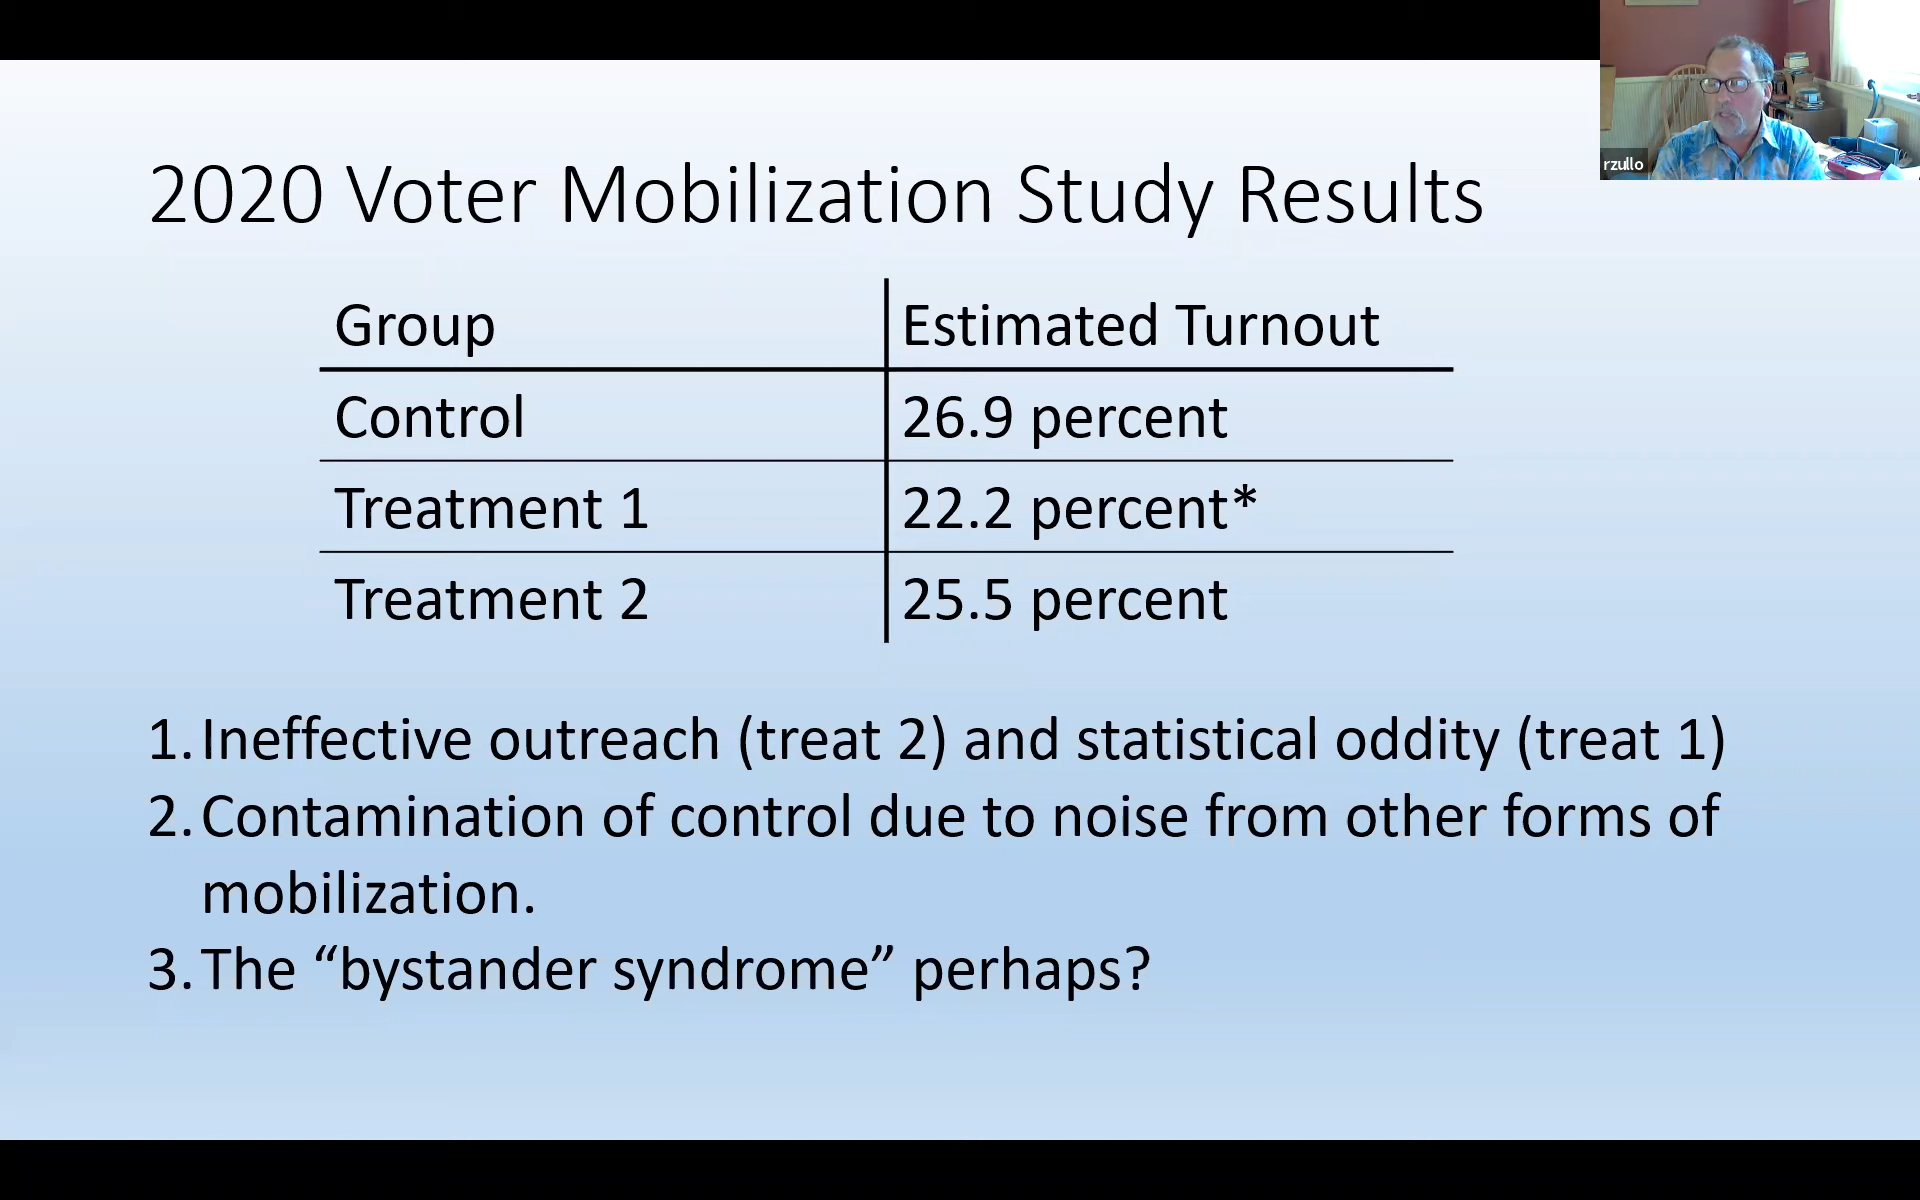 rzullo
2020 Voter Mobilization Study Results
Group Estimated Turnout
Control 26.9 percent
Treatment 1 22.2 percent*
Treatment 2 25.5 percent
1. Ineffective outreach (treat 2) and statistical oddity (treat 1)
2. Contamination of control due to noise from other forms of
mobilization.
3. The “bystander syndrome” perhaps?